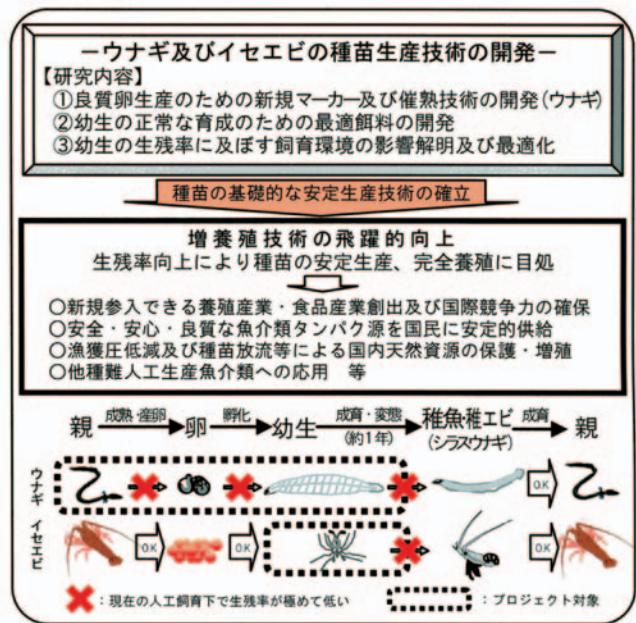 －ウナギ及びイセエビの種苗生産技術の開発－
【研究内容】
①良質卵生産のための新規マーカー及び催熟技術の開発(ウナギ)
②幼生の正常な育成のための最適餌料の開発
③幼生の生残率に及ぼす飼育環境の影響解明及び最適化
種苗の基礎的な安定生産技術の確立
増養殖技術の飛躍的向上
生残率向上により種苗の安定生産、完全養殖に目処
○新規参入できる養殖産業・食品産業創出及び国際競争力の確保
○安全・安心・良質な魚介類タンパク源を国民に安定的供給
○漁獲圧低減及び種苗放流等による国内天然資源の保護・増殖
○他種難人工生産魚介類への応用 等
親 成熟・産卵 卵 孵化 幼生 成育・変態 (約1年) 稚魚・稚エビ (シラスウナギ) 成育 親
ウナギ
O.K
イセエビ
O.K O.K O.K
：現在の人工飼育下で生残率が極めて低い
：プロジェクト対象